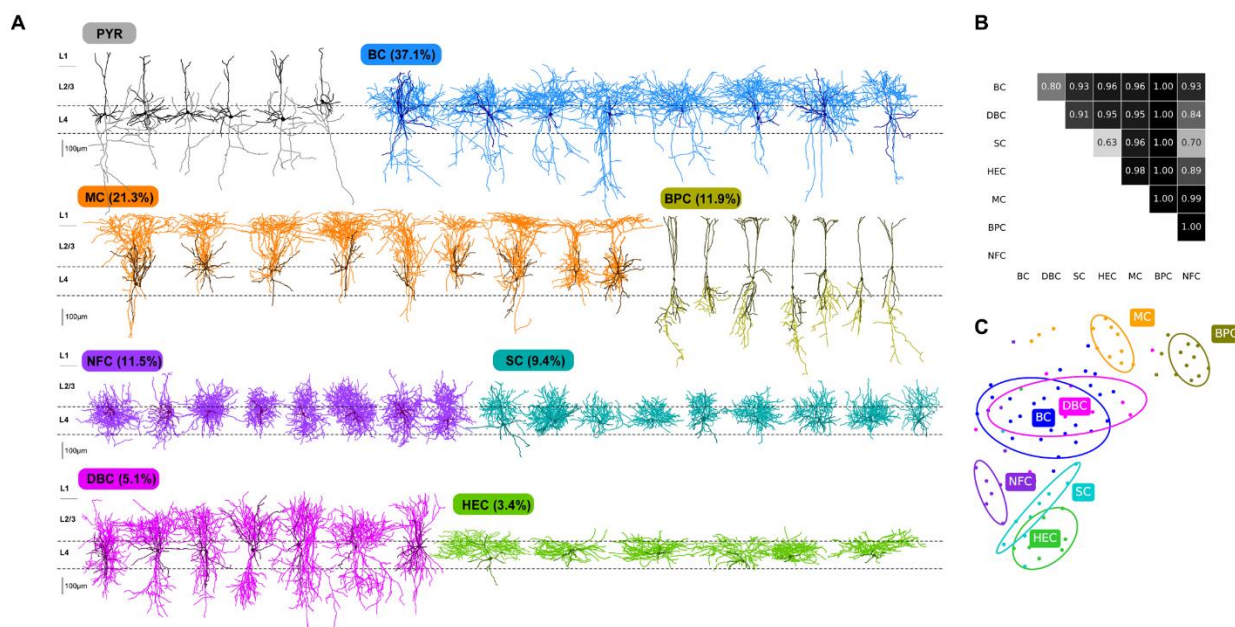 A
PYR
BC (37.1%)
L1
L2/3
L4
100μm
MC (21.3%)
BPC (11.9%)
L1
L2/3
L4
100μm
NFC (11.5%)
SC (9.4%)
L1
L2/3
L4
100μm
DBC (5.1%)
HEC (3.4%)
L1
L2/3
L4
100μm
B
BC 0.80 0.93 0.96 0.96 1.00 0.93
DBC 0.91 0.95 0.95 1.00 0.84
SC 0.63 0.96 1.00 0.70
HEC 0.98 1.00 0.89
MC 1.00 0.99
BPC 1.00
NFC
BC DBC SC HEC MC BPC NFC
C
MC
BPC
DBC
BC
NFC
SC
HEC